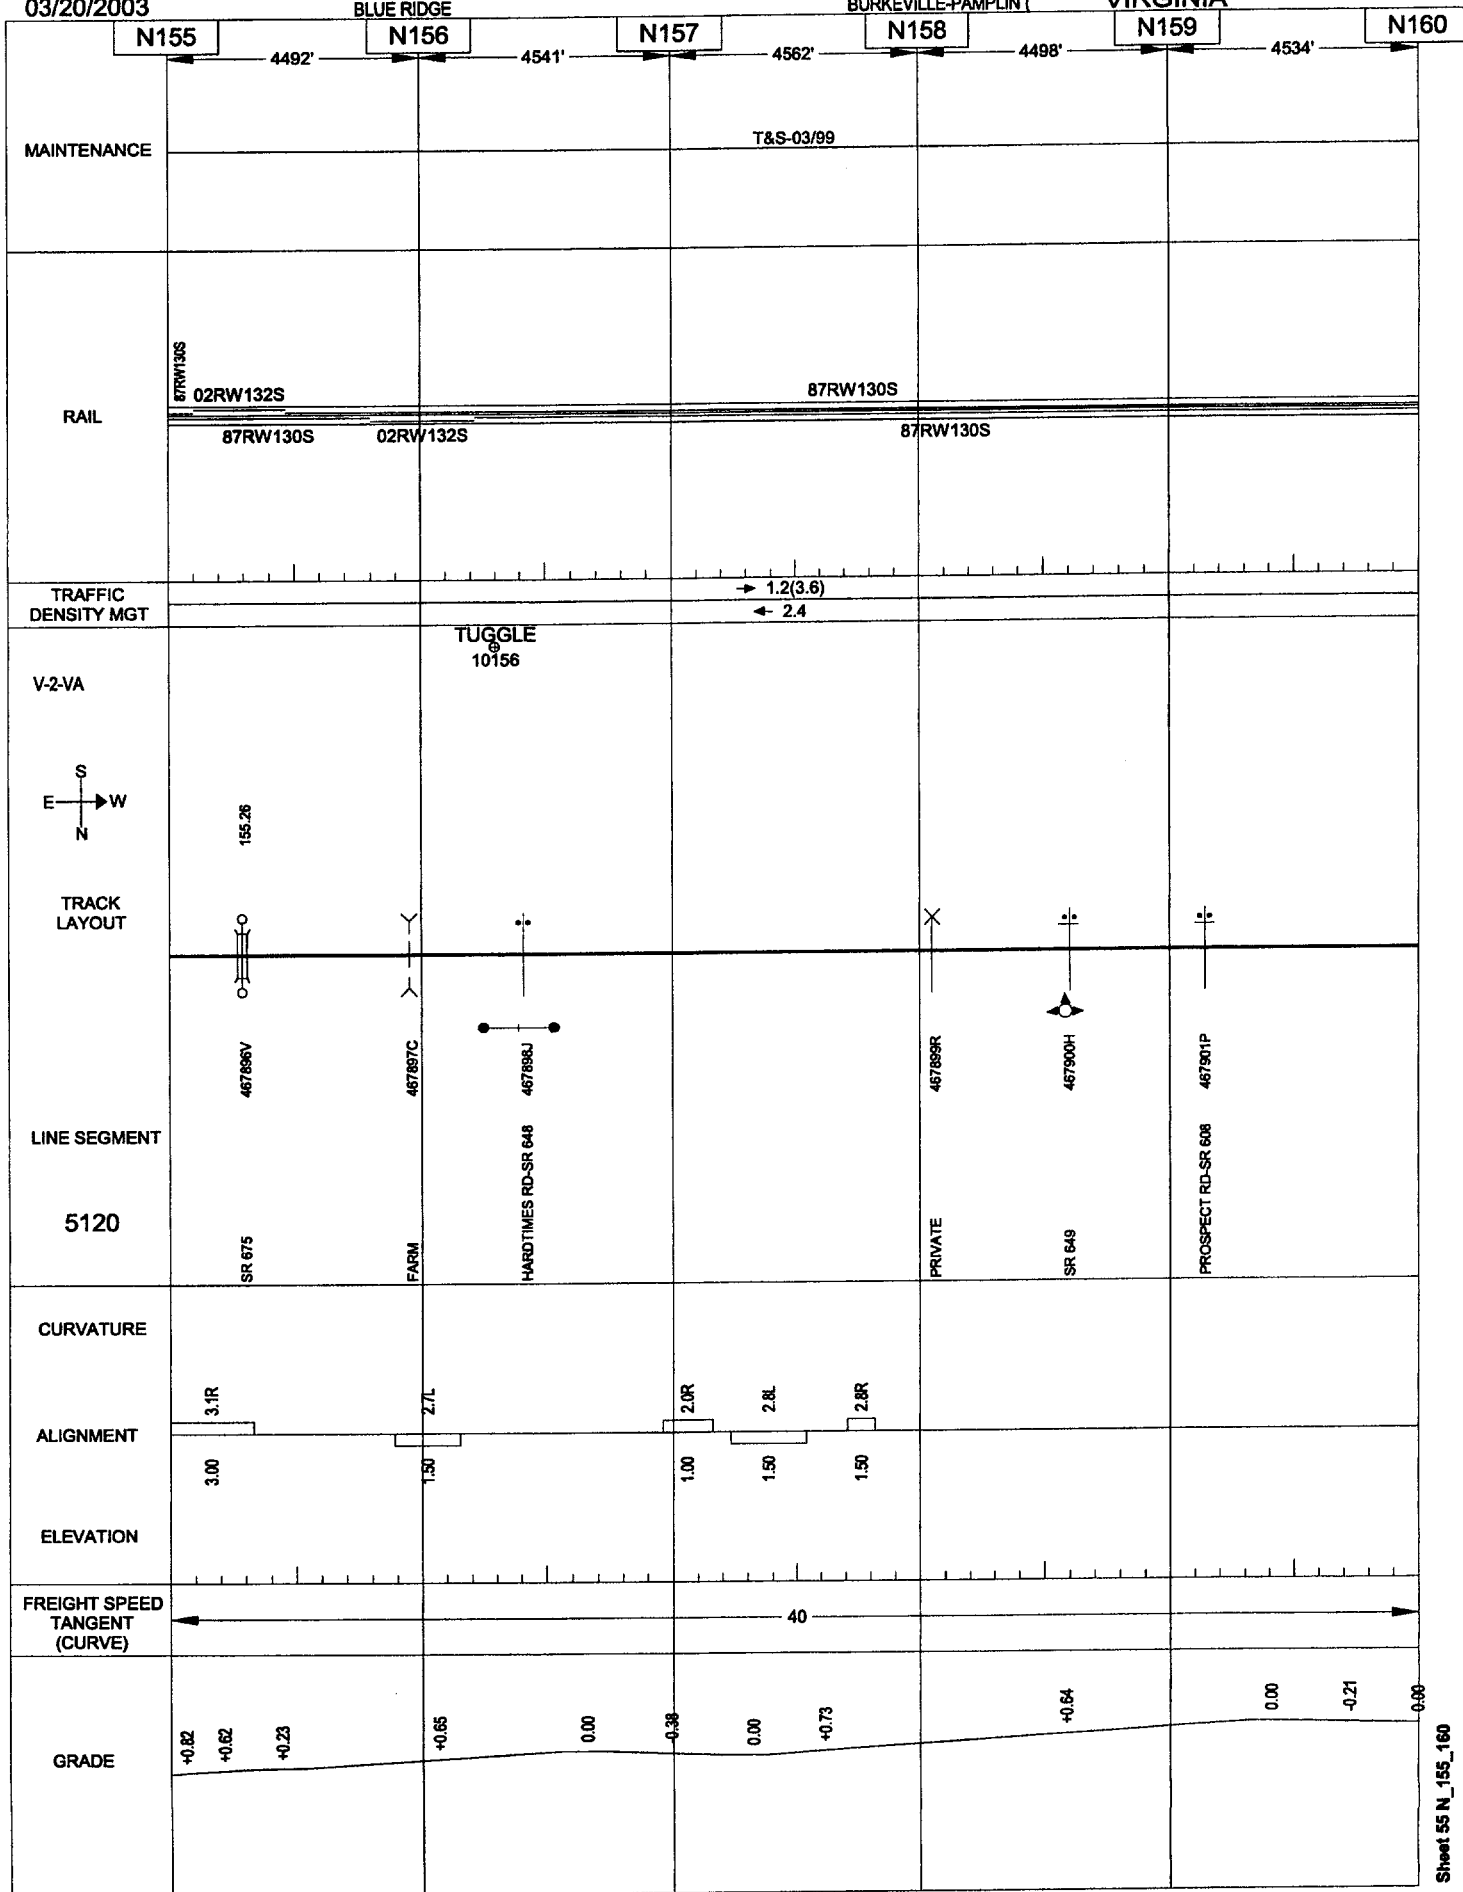 03/20/2003
BLUE RIDGE
BURKEVILLE-PAMPLIN (
VIRGINIA
N155
N156
N157
N158
N159
N160
4492'
4541'
4562'
4498'
4534'
MAINTENANCE
T&S-03/99
RAIL
87RW130S
02RW132S
87RW130S
87RW130S
02RW132S
87RW130S
TRAFFIC
DENSITY MGT
1.2(3.6)
2.4
TUGGLE
10156
V-2-VA
S
E
W
N
155.26
TRACK
LAYOUT
467896V
467897C
467898J
467899R
467900H
467901P
LINE SEGMENT
5120
SR 675
FARM
HARDTIMES RD-SR 648
PRIVATE
SR 649
PROSPECT RD-SR 608
CURVATURE
3.1R
2.7L
2.0R
2.8L
2.8R
ALIGNMENT
3.00
1.50
1.00
1.50
1.50
ELEVATION
FREIGHT SPEED
TANGENT
(CURVE)
40
GRADE
+0.82
+0.62
+0.23
+0.65
0.00
-0.38
0.00
+0.73
+0.64
0.00
-0.21
0.00
Sheet 55 N_155_160